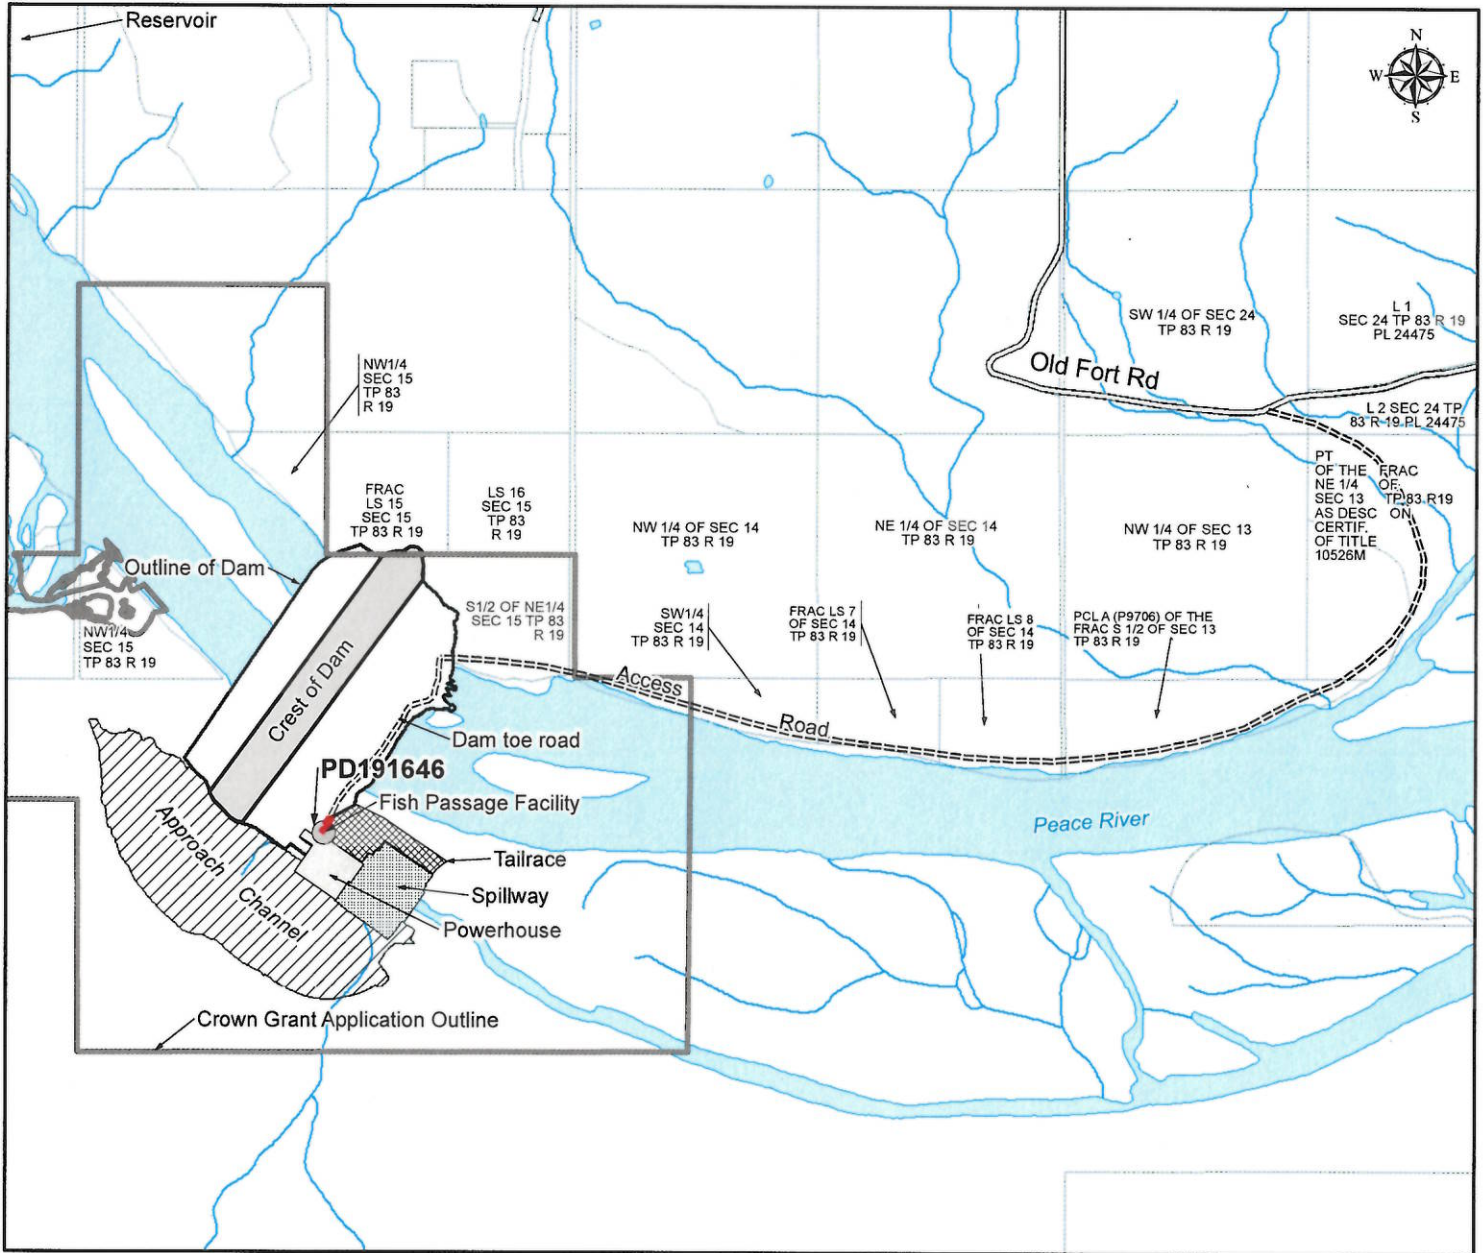 Reservoir
N
W E
S
SW 1/4 OF SEC 24
TP 83 R 19
L 1
SEC 24 TP 83 R 19
PL 24475
Old Fort Rd
L 2 SEC 24 TP
83 R 19 PL 24475
NW1/4
SEC 15
TP 83
R 19
FRAC
LS 15
SEC 15
TP 83 R 19
LS 16
SEC 15
TP 83
R 19
NW 1/4 OF SEC 14
TP 83 R 19
NE 1/4 OF SEC 14
TP 83 R 19
NW 1/4 OF SEC 13
TP 83 R 19
PT
OF THE FRAC
NE 1/4 OF
SEC 13 TP 83 R19
AS DESC ON
CERTIF.
OF TITLE
10526M
Outline of Dam
NW1/4
SEC 15
TP 83 R 19
S1/2 OF NE1/4
SEC 15 TP 83
R 19
SW1/4
SEC 14
TP 83 R 19
FRAC LS 7
OF SEC 14
TP 83 R 19
FRAC LS 8
OF SEC 14
TP 83 R 19
PCL A (P9706) OF THE
FRAC S 1/2 OF SEC 13
TP 83 R 19
Crest of Dam
Access
Road
Dam toe road
PD191646
Fish Passage Facility
Peace River
Approach
Channel
Tailrace
Spillway
Powerhouse
Crown Grant Application Outline